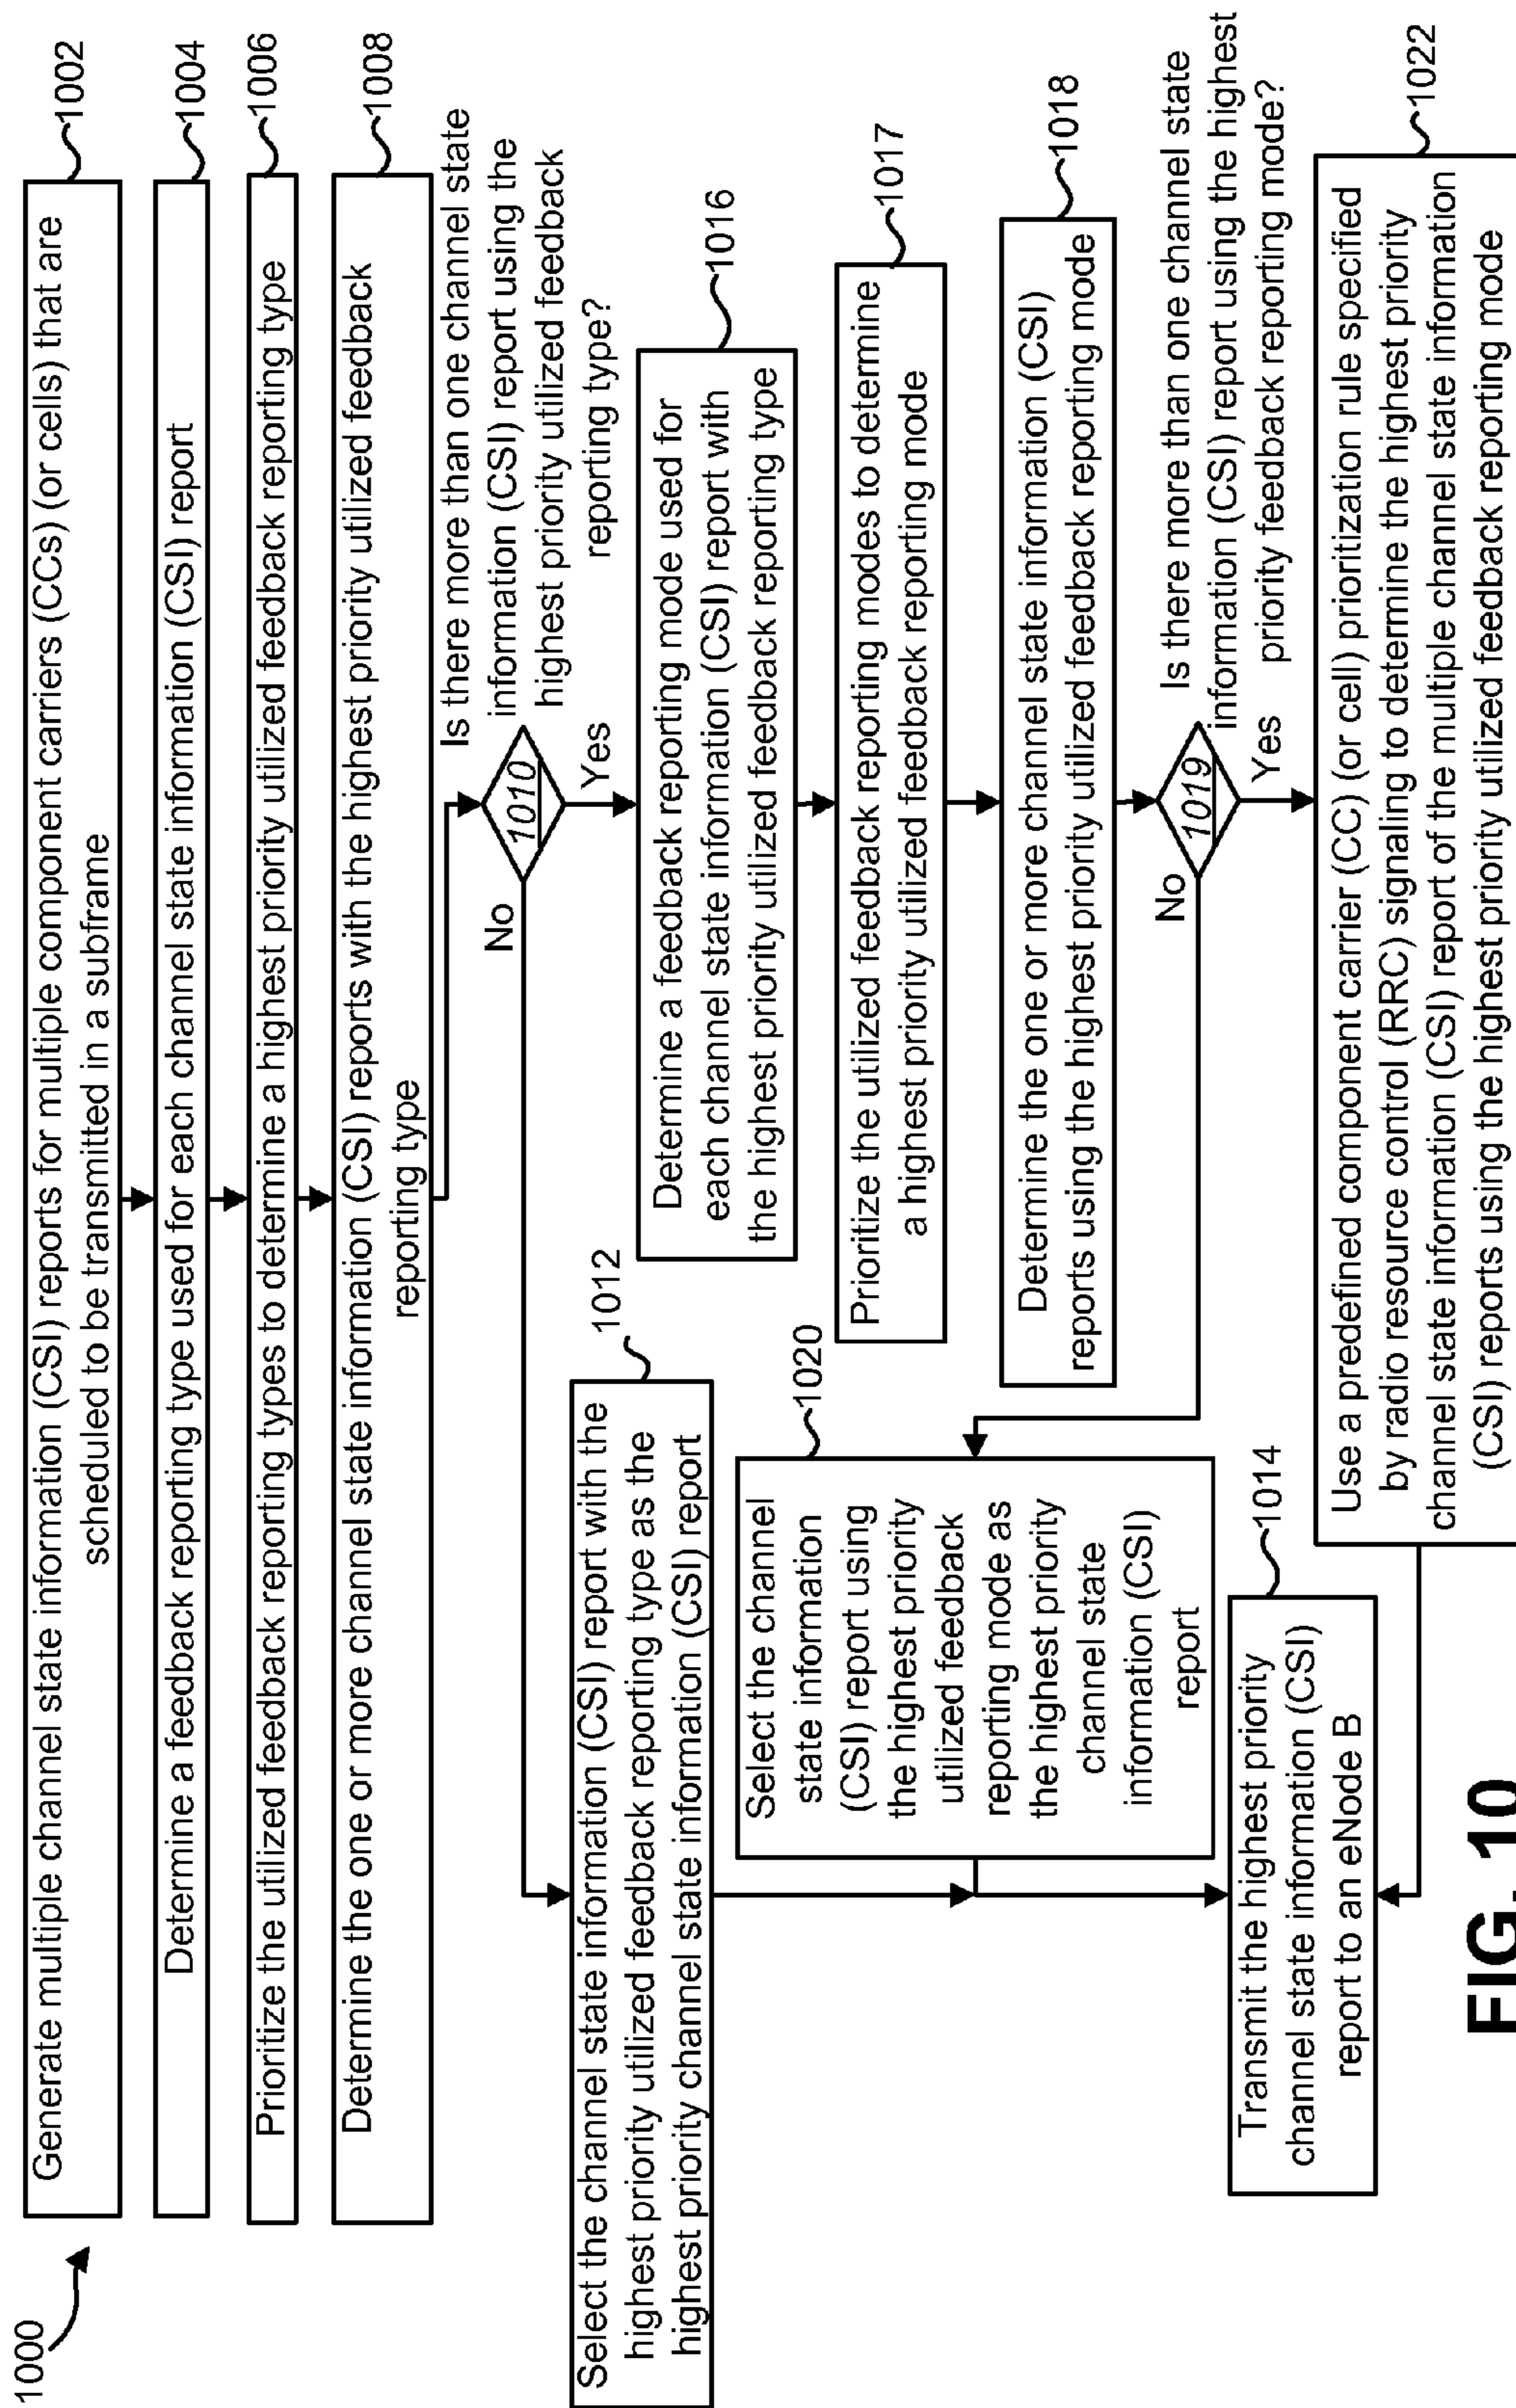 1000
Generate multiple channel state information (CSI) reports for multiple component carriers (CCs) (or cells) that are
scheduled to be transmitted in a subframe
1002
Determine a feedback reporting type used for each channel state information (CSI) report
1004
Prioritize the utilized feedback reporting types to determine a highest priority utilized feedback reporting type
1006
Determine the one or more channel state information (CSI) reports with the highest priority utilized feedback
reporting type
1008
Is there more than one channel state
information (CSI) report using the
highest priority utilized feedback
reporting type?
1010
No
Yes
Select the channel state information (CSI) report with the
highest priority utilized feedback reporting type as the
highest priority channel state information (CSI) report
1012
Determine a feedback reporting mode used for
each channel state information (CSI) report with
the highest priority utilized feedback reporting type
1016
Prioritize the utilized feedback reporting modes to determine
a highest priority utilized feedback reporting mode
1017
Determine the one or more channel state information (CSI)
reports using the highest priority utilized feedback reporting mode
1018
Is there more than one channel state
information (CSI) report using the highest
priority feedback reporting mode?
1019
No
Yes
Select the channel
state information
(CSI) report using
the highest priority
utilized feedback
reporting mode as
the highest priority
channel state
information (CSI)
report
1020
Transmit the highest priority
channel state information (CSI)
report to an eNode B
1014
Use a predefined component carrier (CC) (or cell) prioritization rule specified
by radio resource control (RRC) signaling to determine the highest priority
channel state information (CSI) report of the multiple channel state information
(CSI) reports using the highest priority utilized feedback reporting mode
1022
FIG. 10